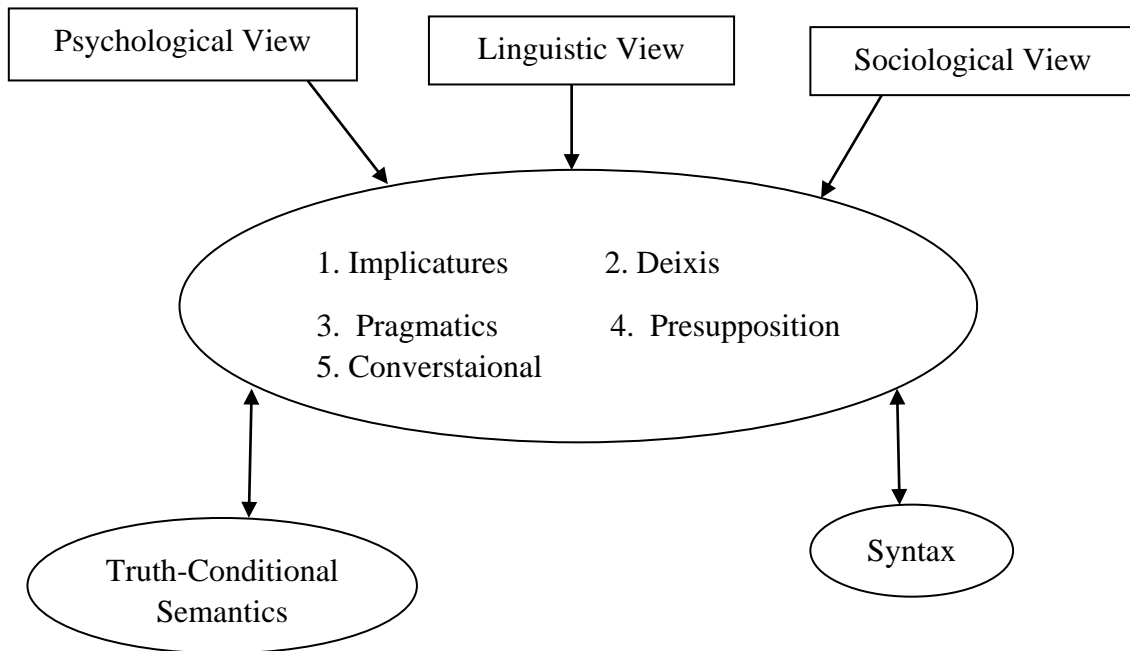 Psychological View
Linguistic View
Sociological View
1. Implicatures
2. Deixis
3. Pragmatics
4. Presupposition
5. Converstaional
Truth-Conditional
Semantics
Syntax